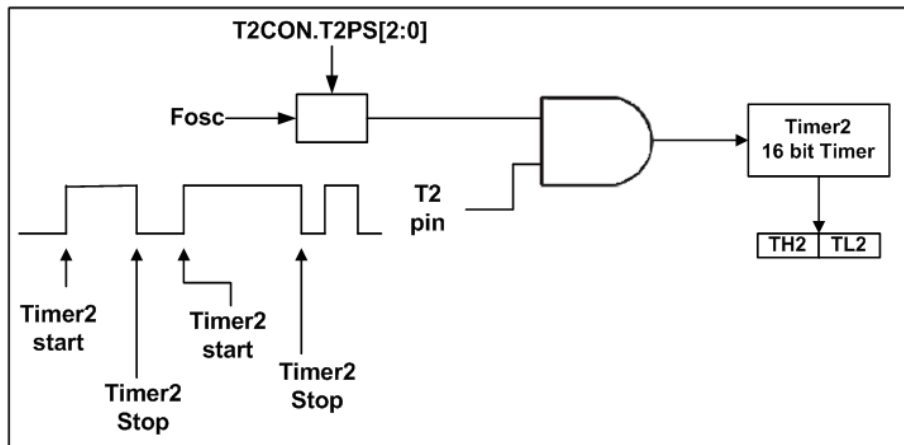 T2CON.T2PS[2:0]
Fosc
Timer2
16 bit Timer
T2
pin
TH2 TL2
Timer2
start
Timer2
start
Timer2
Stop
Timer2
Stop